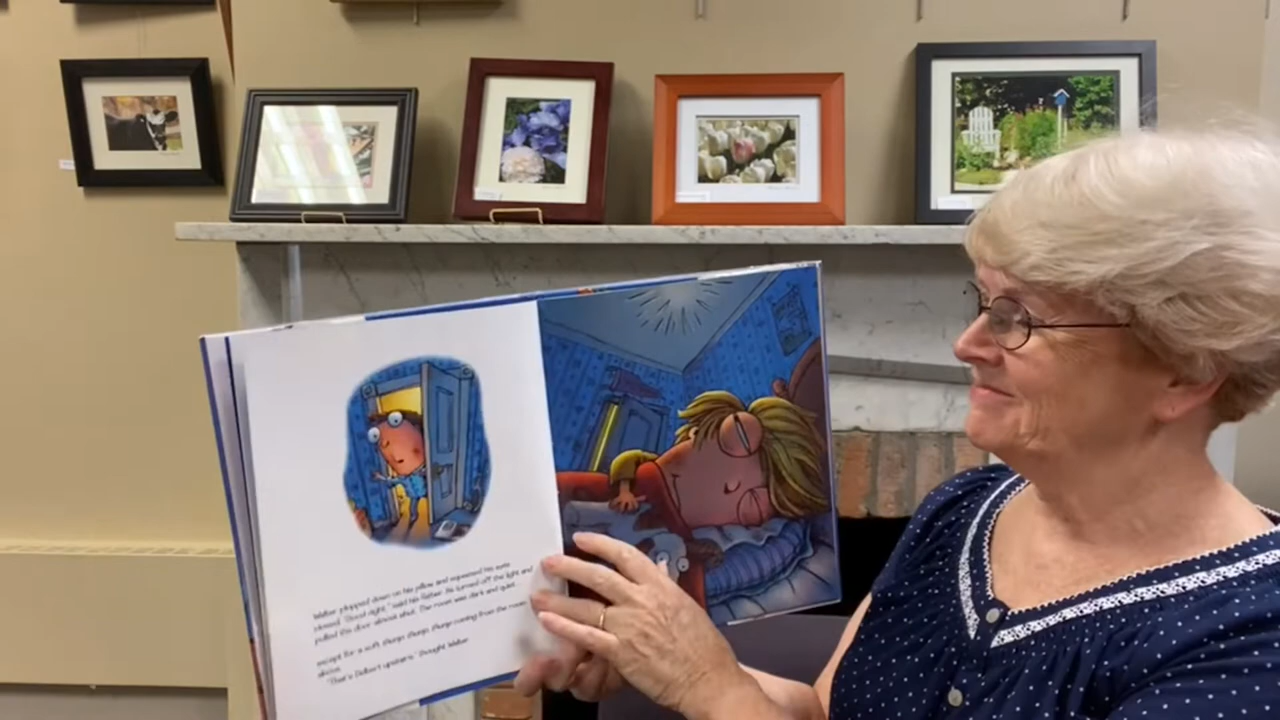 Walter plopped down on his pillow and squeezed his eyes
closed. "Good night," said his father. He turned off the light and
pulled the door almost shut. The room was dark and quiet
except for a soft thump, thump, thump coming from the room
above.
"That's Delbert upstairs," thought Walter.